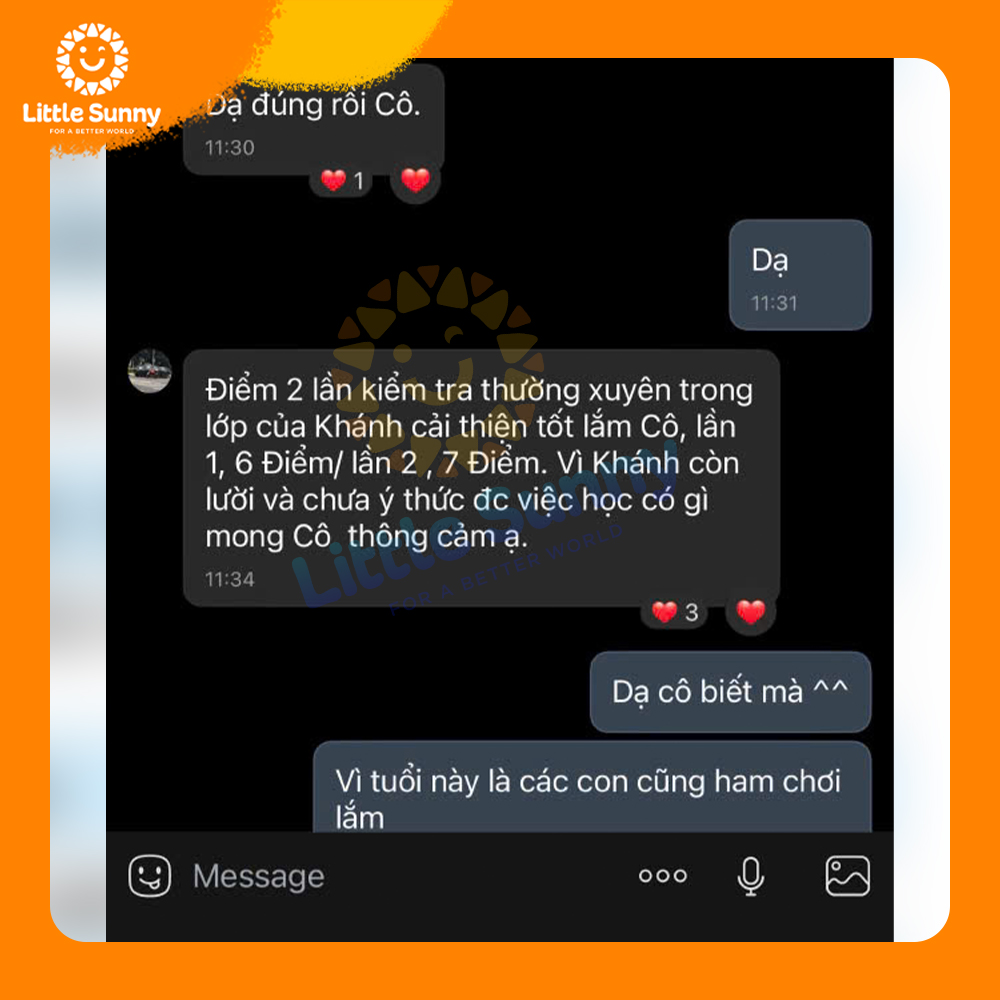 Little Sunny
FOR A BETTER WORLD
Dạ đúng rồi Cô.
11:30
1
Dạ
11:31
Điểm 2 lần kiểm tra thường xuyên trong
lớp của Khánh cải thiện tốt lắm Cô, lần
1, 6 Điểm/ lần 2 , 7 Điểm. Vì Khánh còn
lười và chưa ý thức đc việc học có gì
mong Cô thông cảm ạ.
11:34
Little Sunny
FOR A BETTER WORLD
3
Dạ cô biết mà ^^
Vì tuổi này là các con cũng ham chơi
lắm
Message